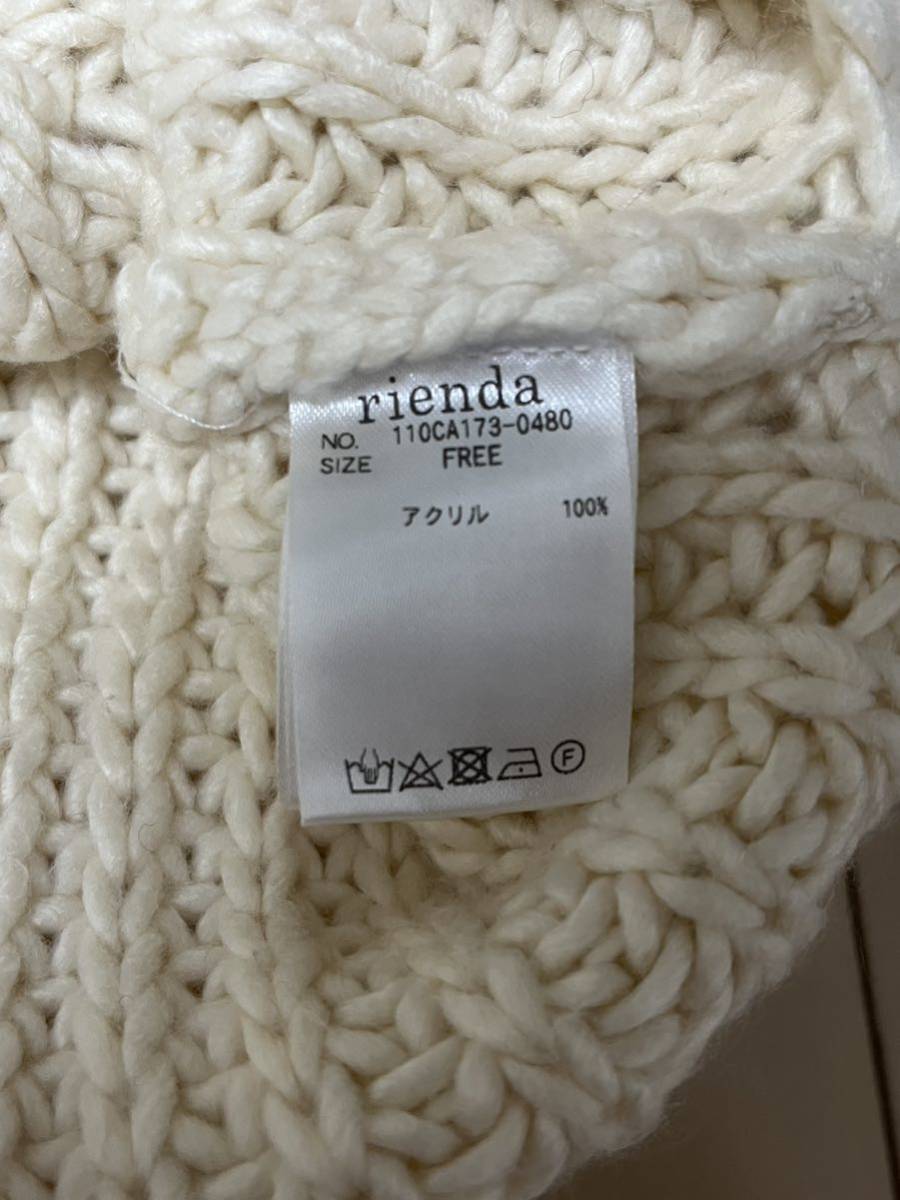 rienda
NO. 110CA173-0480
SIZE FREE
アクリル 100%
F